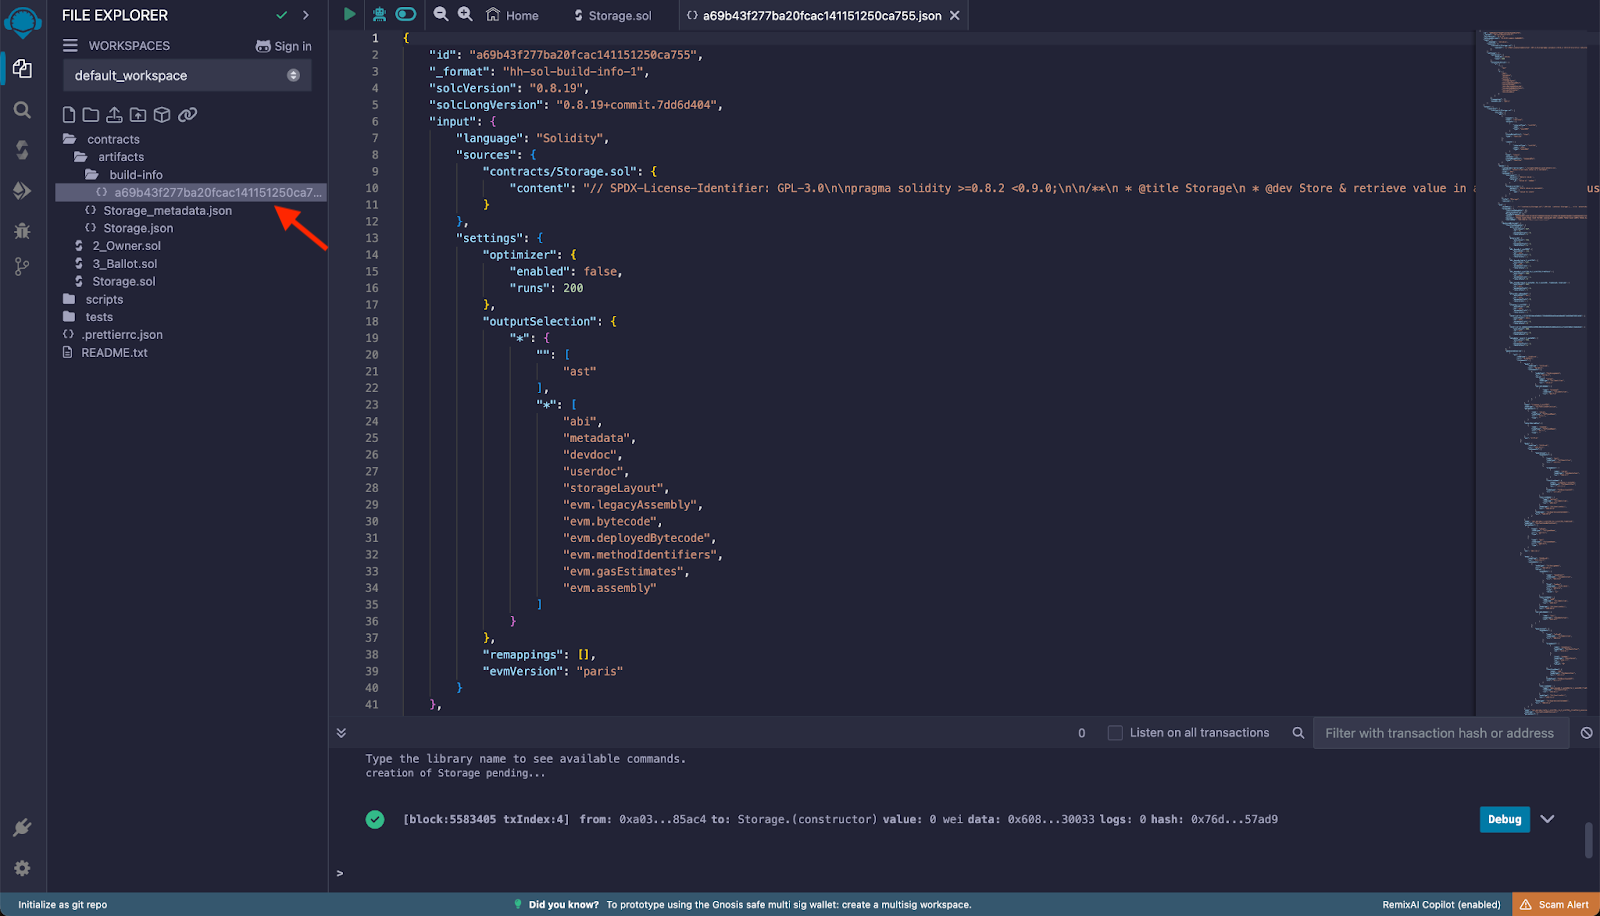 FILE EXPLORER
WORKSPACES
Sign in
default_workspace
contracts
artifacts
build-info
a69b43f277ba20fcac141151250ca7...
Storage_metadata.json
Storage.json
2_Owner.sol
3_Ballot.sol
Storage.sol
scripts
tests
.prettierrc.json
README.txt
Home
Storage.sol
a69b43f277ba20fcac141151250ca755.json
1 {
2 "id": "a69b43f277ba20fcac141151250ca755",
3 "_format": "hh-sol-build-info-1",
4 "solcVersion": "0.8.19",
5 "solcLongVersion": "0.8.19+commit.7dd6d404",
6 "input": {
7 "language": "Solidity",
8 "sources": {
9 "contracts/Storage.sol": {
10 "content": "// SPDX-License-Identifier: GPL-3.0\n\npragma solidity >=0.8.2 <0.9.0;\n\n/**\n * @title Storage\n * @dev Store & retrieve value in a
11 }
12 },
13 "settings": {
14 "optimizer": {
15 "enabled": false,
16 "runs": 200
17 },
18 "outputSelection": {
19 "*": {
20 "": [
21 "ast"
22 ],
23 "*": [
24 "abi",
25 "metadata",
26 "devdoc",
27 "userdoc",
28 "storageLayout",
29 "evm.legacyAssembly",
30 "evm.bytecode",
31 "evm.deployedBytecode",
32 "evm.methodIdentifiers",
33 "evm.gasEstimates",
34 "evm.assembly"
35 ]
36 }
37 },
38 "remappings": [],
39 "evmVersion": "paris"
40 }
41 },
0
Listen on all transactions
Filter with transaction hash or address
Type the library name to see available commands.
creation of Storage pending...
[block:5583405 txIndex:4] from: 0xa03...85ac4 to: Storage.(constructor) value: 0 wei data: 0x608...30033 logs: 0 hash: 0x76d...57ad9
Debug
>
Initialize as git repo
Did you know? To prototype using the Gnosis safe multi sig wallet: create a multisig workspace.
RemixAI Copilot (enabled)
Scam Alert